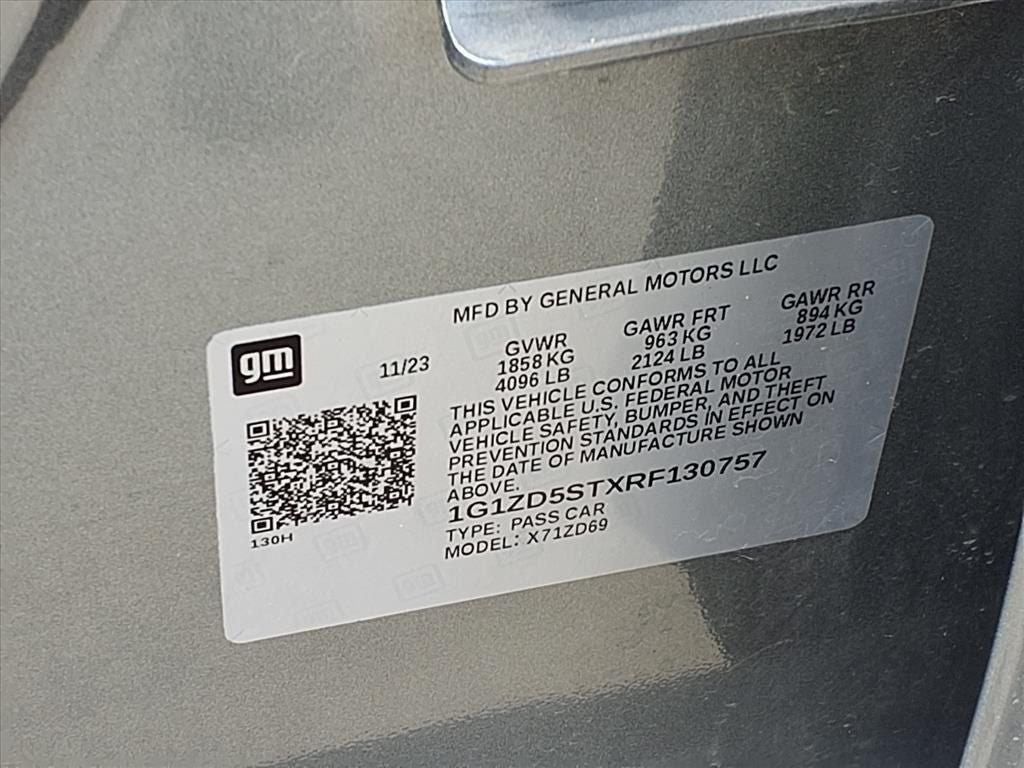 MFD BY GENERAL MOTORS LLC
gm
11/23
GVWR
1858 KG
4096 LB
GAWR FRT
963 KG
2124 LB
GAWR RR
894 KG
1972 LB
THIS VEHICLE CONFORMS TO ALL
APPLICABLE U.S. FEDERAL MOTOR
VEHICLE SAFETY, BUMPER, AND THEFT
PREVENTION STANDARDS IN EFFECT ON
THE DATE OF MANUFACTURE SHOWN
ABOVE.
1G1ZD5STXRF130757
TYPE: PASS CAR
MODEL: X71ZD69
130H